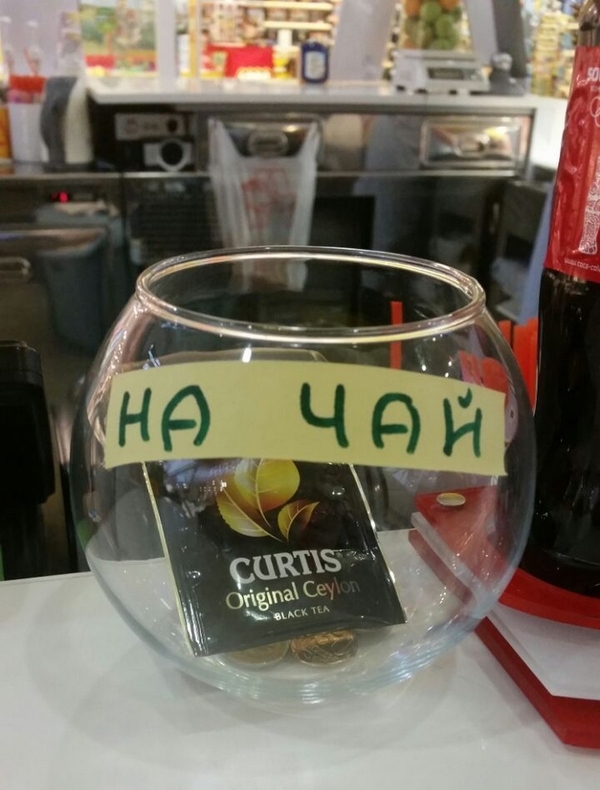 НА ЧАЙ
CURTIS
Original Ceylon
BLACK TEA